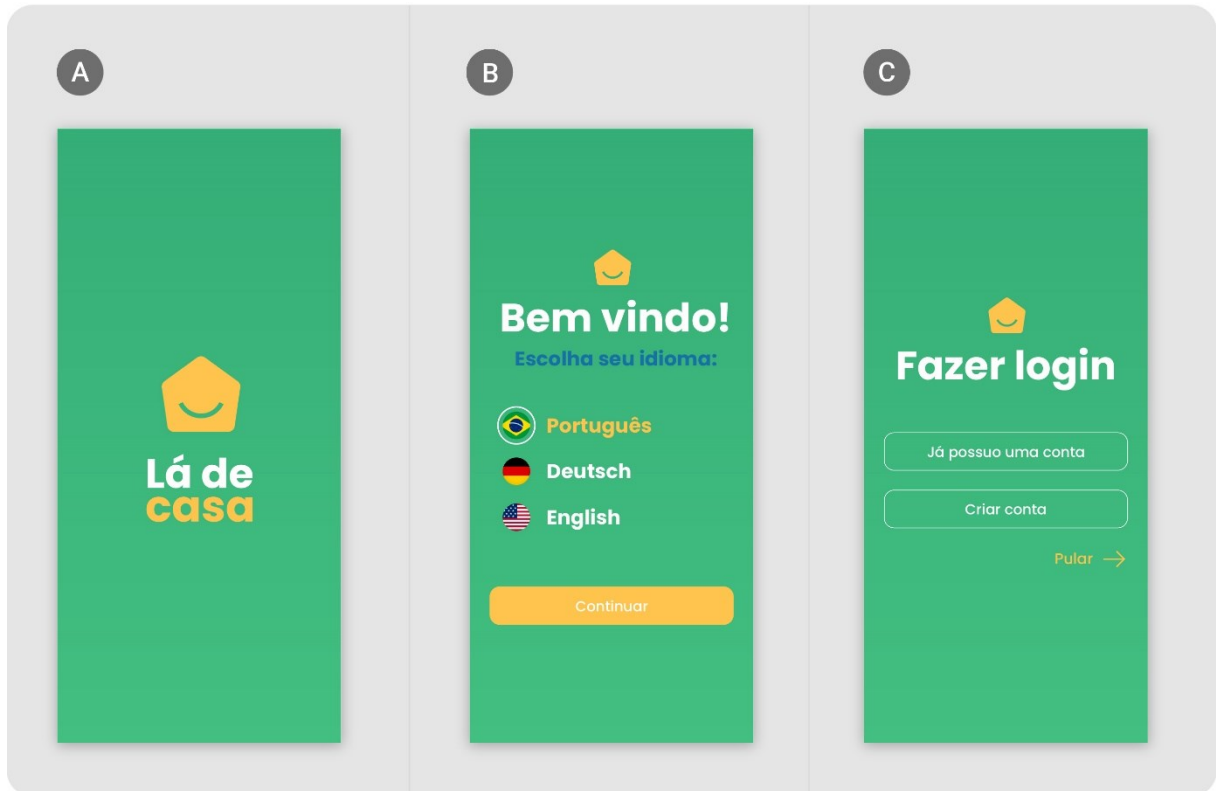 A
Lá de
casa
B
Bem vindo!
Escolha seu idioma:
Português
Deutsch
English
Continuar
C
Fazer login
Já possuo uma conta
Criar conta
Pular